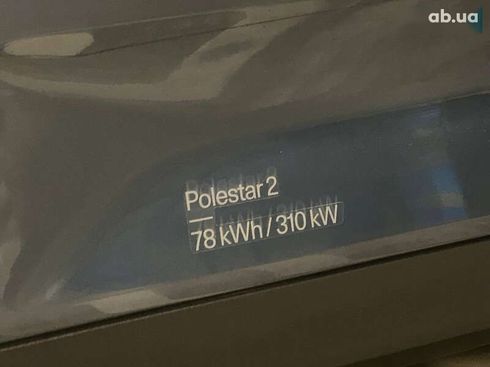 ab.ua
Polestar 2
78 kWh / 310 kW